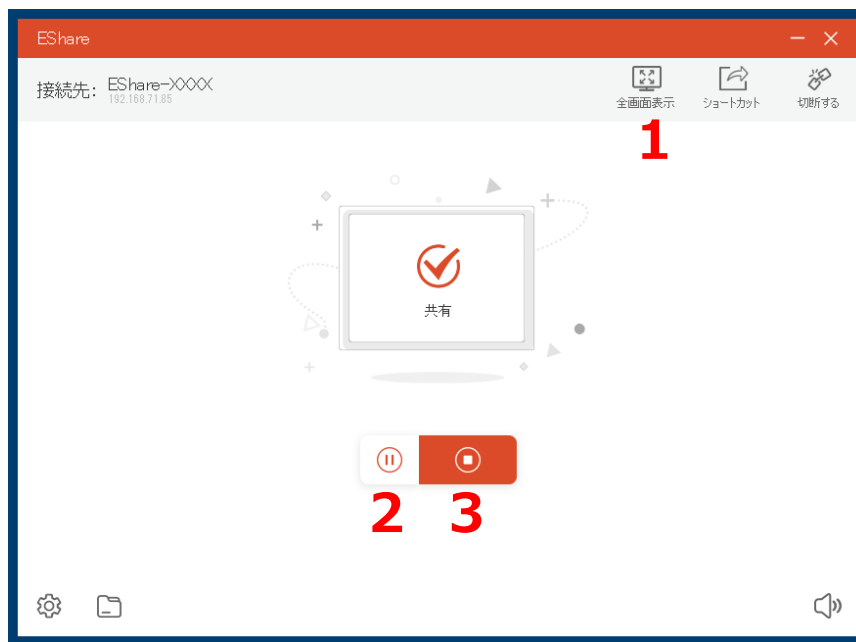 EShare
接続先： EShare-XXXX
192.168.71.85
全画面表示 ショートカット 切断する
1
共有
2 3